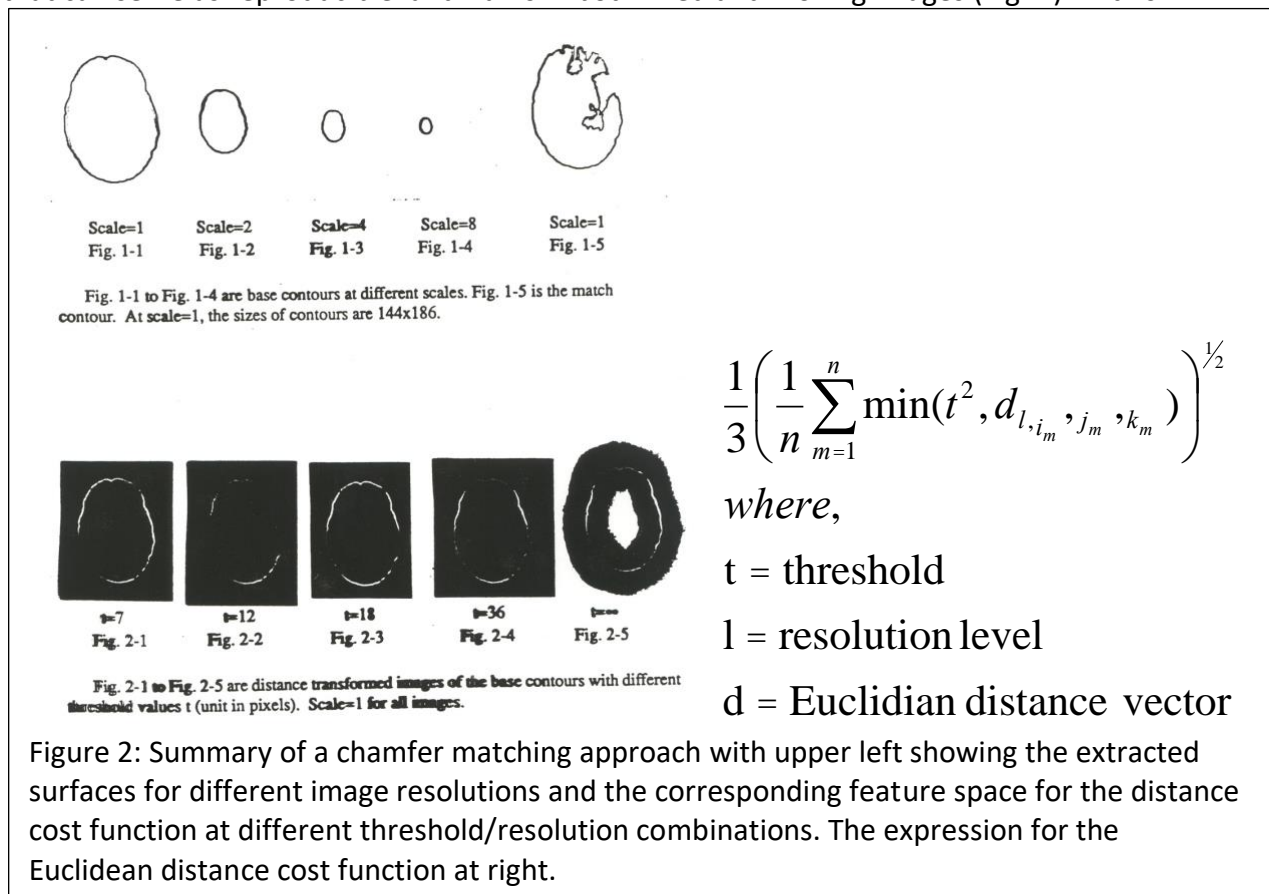 Scale=1 Scale=2 Scale=4 Scale=8 Scale=1
Fig. 1-1 Fig. 1-2 Fig. 1-3 Fig. 1-4 Fig. 1-5
Fig. 1-1 to Fig. 1-4 are base contours at different scales. Fig. 1-5 is the match
contour. At scale=1, the sizes of contours are 144x186.
t=7 t=12 t=18 t=36 t=∞
Fig. 2-1 Fig. 2-2 Fig. 2-3 Fig. 2-4 Fig. 2-5
Fig. 2-1 to Fig. 2-5 are distance transformed images of the base contours with different
threshold values t (unit in pixels). Scale=1 for all images.
1/3 ( 1/n ∑_{m=1}^{n} min(t², d_{l,i_m},_{j_m},_{k_m}) )^{1/2}
where,
t = threshold
l = resolution level
d = Euclidian distance vector
Figure 2: Summary of a chamfer matching approach with upper left showing the extracted
surfaces for different image resolutions and the corresponding feature space for the distance
cost function at different threshold/resolution combinations. The expression for the
Euclidean distance cost function at right.